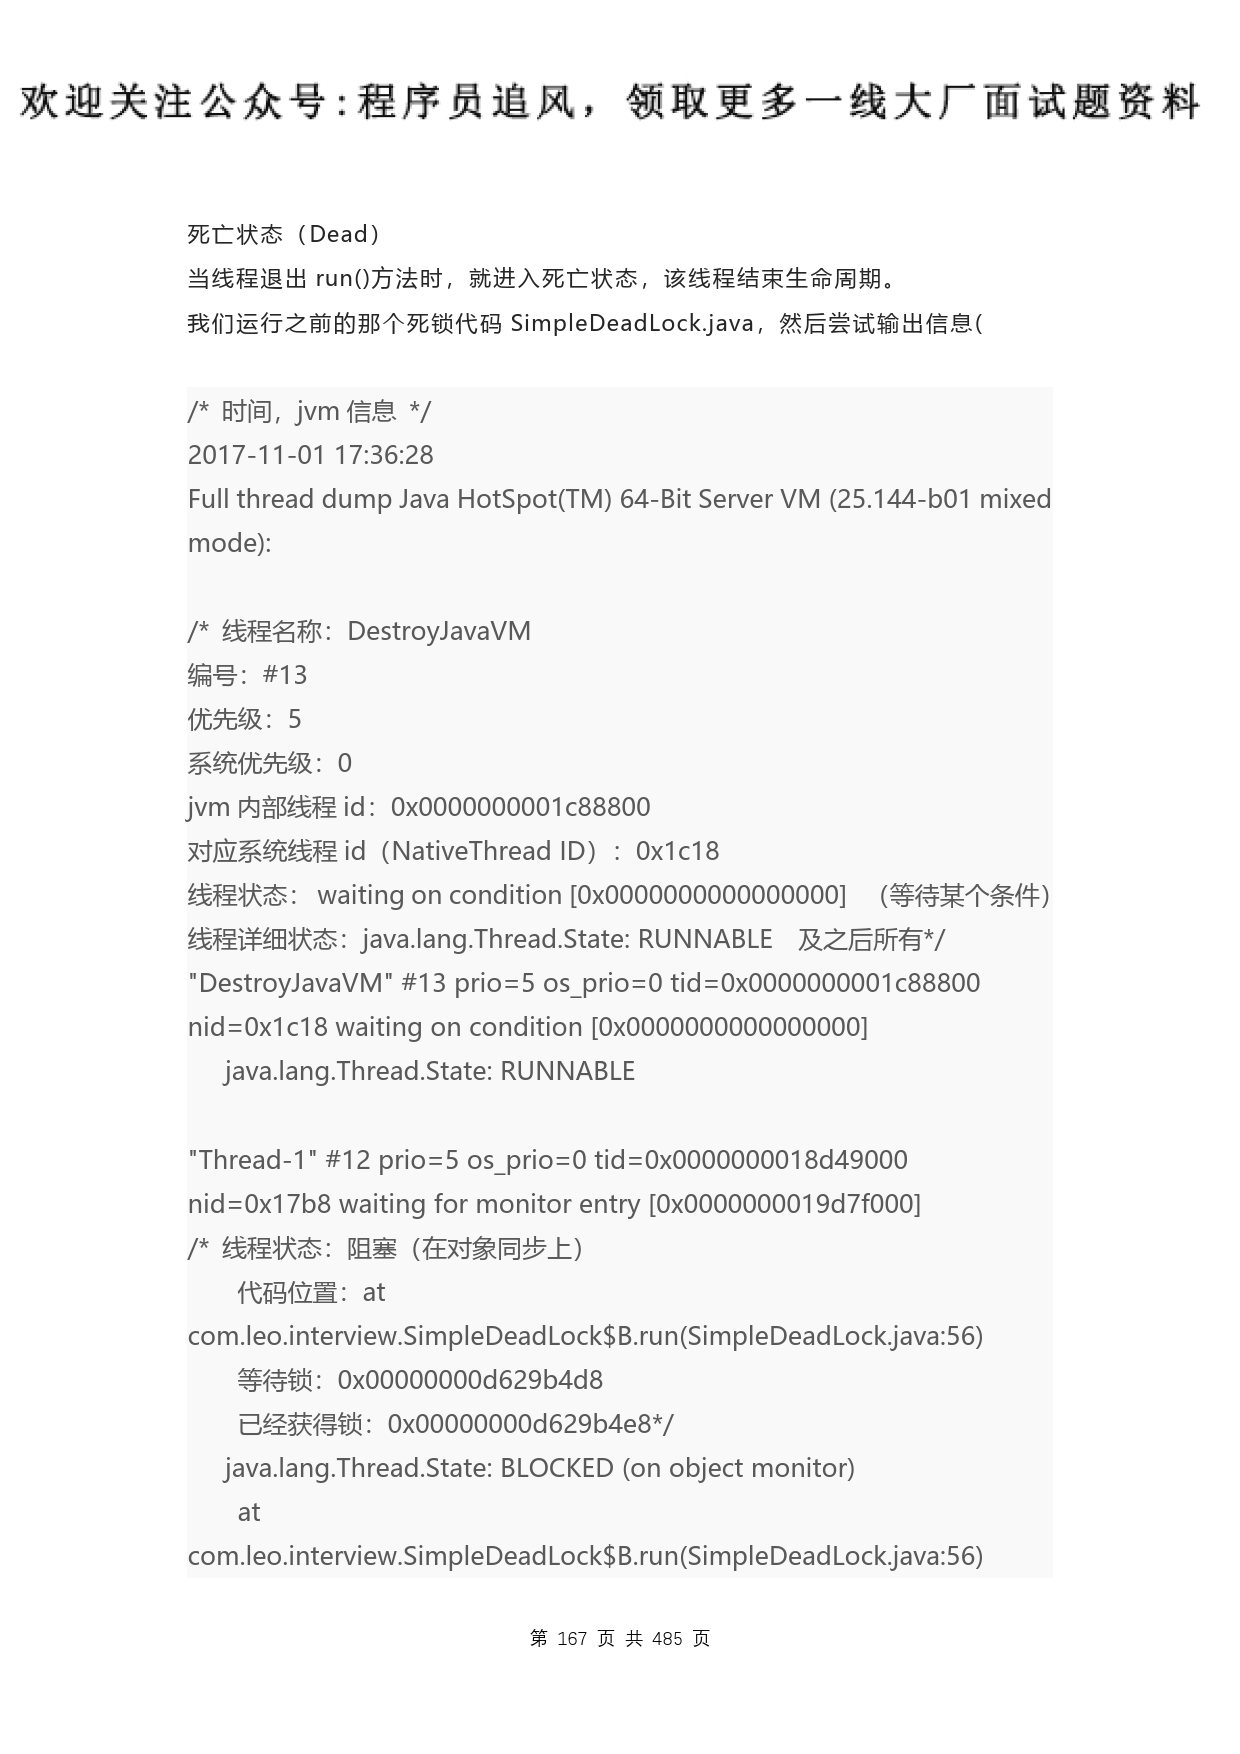 欢迎关注公众号:程序员追风，领取更多一线大厂面试题资料
死亡状态（Dead）
当线程退出 run()方法时，就进入死亡状态，该线程结束生命周期。
我们运行之前的那个死锁代码 SimpleDeadLock.java，然后尝试输出信息(
/* 时间，jvm 信息 */
2017-11-01 17:36:28
Full thread dump Java HotSpot(TM) 64-Bit Server VM (25.144-b01 mixed
mode):
/* 线程名称：DestroyJavaVM
编号：#13
优先级：5
系统优先级：0
jvm 内部线程 id：0x0000000001c88800
对应系统线程 id（NativeThread ID）：0x1c18
线程状态： waiting on condition [0x0000000000000000] （等待某个条件）
线程详细状态：java.lang.Thread.State: RUNNABLE 及之后所有*/
"DestroyJavaVM" #13 prio=5 os_prio=0 tid=0x0000000001c88800
nid=0x1c18 waiting on condition [0x0000000000000000]
java.lang.Thread.State: RUNNABLE
"Thread-1" #12 prio=5 os_prio=0 tid=0x0000000018d49000
nid=0x17b8 waiting for monitor entry [0x0000000019d7f000]
/* 线程状态：阻塞（在对象同步上）
代码位置：at
com.leo.interview.SimpleDeadLock$B.run(SimpleDeadLock.java:56)
等待锁：0x00000000d629b4d8
已经获得锁：0x00000000d629b4e8*/
java.lang.Thread.State: BLOCKED (on object monitor)
at
com.leo.interview.SimpleDeadLock$B.run(SimpleDeadLock.java:56)
第 167 页 共 485 页